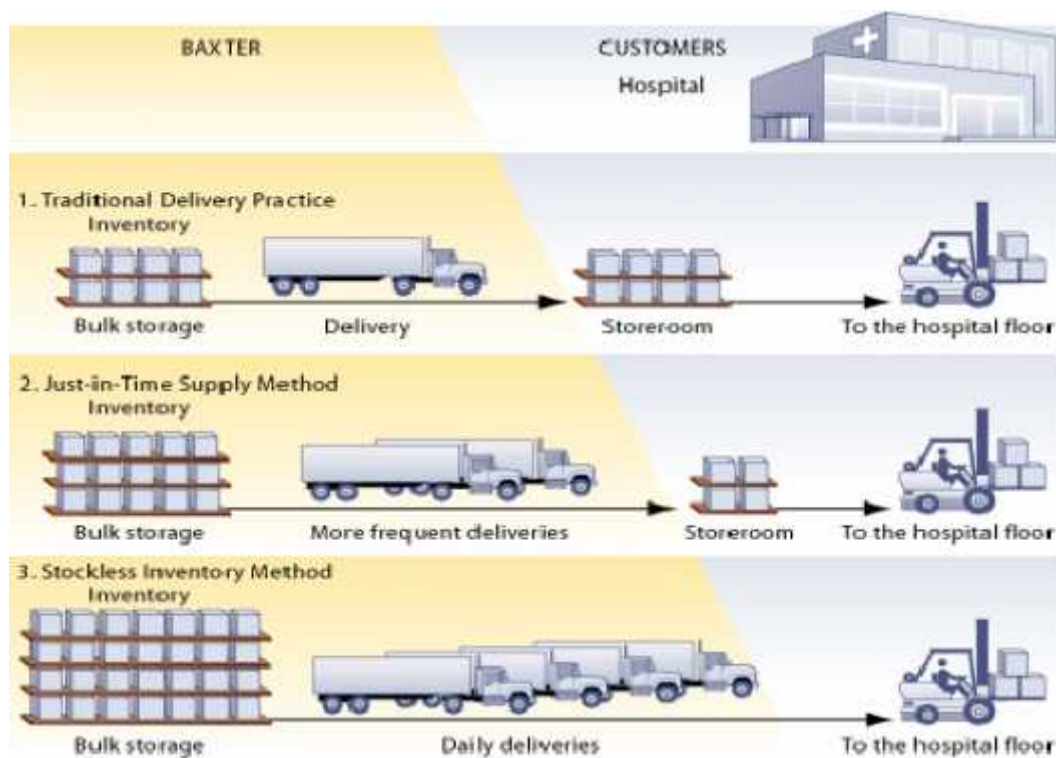 BAXTER
CUSTOMERS
Hospital
1. Traditional Delivery Practice
Inventory
Bulk storage
Delivery
Storeroom
To the hospital floor
2. Just-in-Time Supply Method
Inventory
Bulk storage
More frequent deliveries
Storeroom
To the hospital floor
3. Stockless Inventory Method
Inventory
Bulk storage
Daily deliveries
To the hospital floor